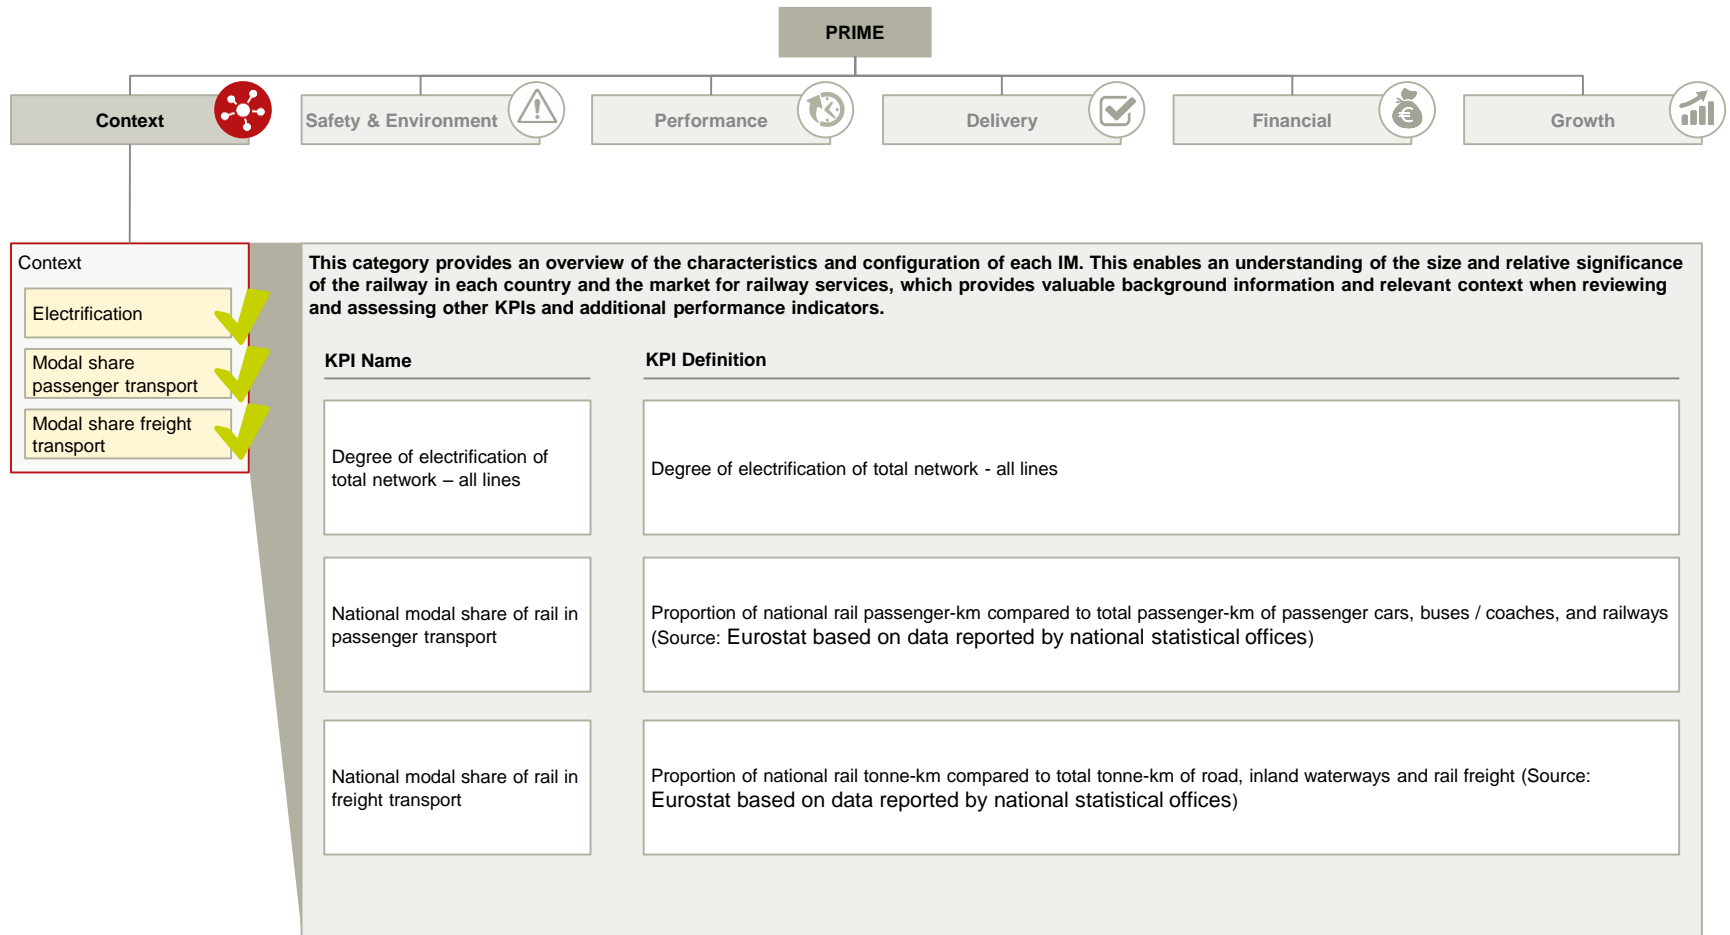 PRIME
Context
Safety & Environment
Performance
Delivery
Financial
€
Growth
Context
Electrification
Modal share
passenger transport
Modal share freight
transport
This category provides an overview of the characteristics and configuration of each IM. This enables an understanding of the size and relative significance
of the railway in each country and the market for railway services, which provides valuable background information and relevant context when reviewing
and assessing other KPIs and additional performance indicators.
KPI Name
KPI Definition
Degree of electrification of
total network – all lines
Degree of electrification of total network - all lines
National modal share of rail in
passenger transport
Proportion of national rail passenger-km compared to total passenger-km of passenger cars, buses / coaches, and railways
(Source: Eurostat based on data reported by national statistical offices)
National modal share of rail in
freight transport
Proportion of national rail tonne-km compared to total tonne-km of road, inland waterways and rail freight (Source:
Eurostat based on data reported by national statistical offices)